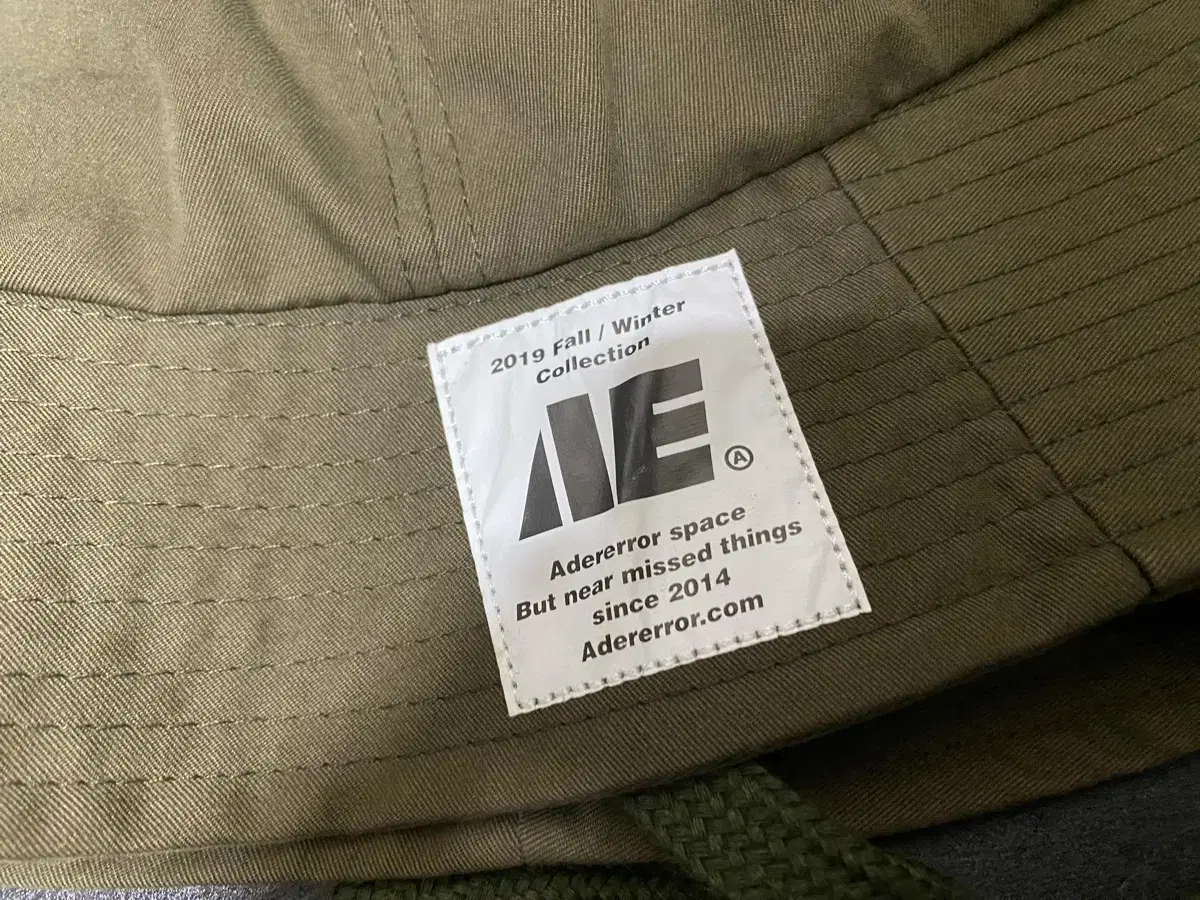 2019 Fall / Winter
Collection
AE
Ⓐ
Adererror space
But near missed things
since 2014
Adererror.com